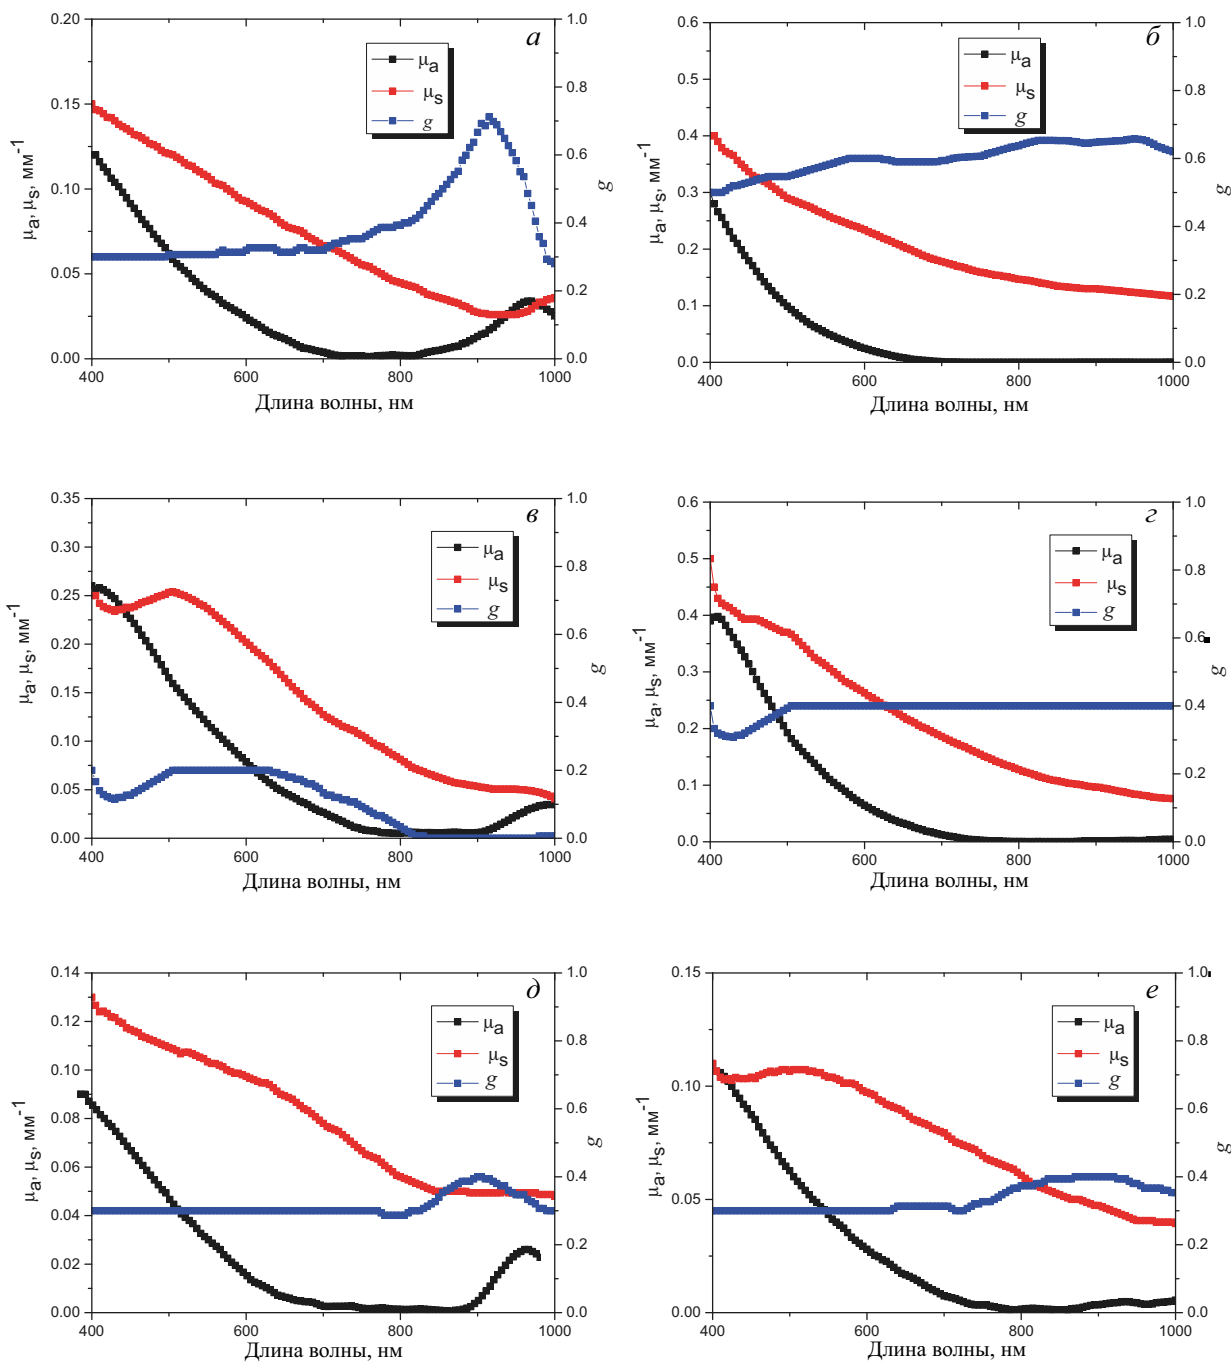 а
0.20
0.15
0.10
0.05
0.00
1.0
0.8
0.6
0.4
0.2
0.0
μa
μs
g
μa, μs, мм-1
g
400
600
800
1000
Длина волны, нм
б
0.6
0.5
0.4
0.3
0.2
0.1
0.0
1.0
0.8
0.6
0.4
0.2
0.0
μa
μs
g
μa, μs, мм-1
g
400
600
800
1000
Длина волны, нм
в
0.35
0.30
0.25
0.20
0.15
0.10
0.05
0.00
1.0
0.8
0.6
0.4
0.2
0.0
μa
μs
g
μa, μs, мм-1
g
400
600
800
1000
Длина волны, нм
г
0.6
0.5
0.4
0.3
0.2
0.1
0.0
1.0
0.8
0.6
0.4
0.2
0.0
μa
μs
g
μa, μs, мм-1
g
400
600
800
1000
Длина волны, нм
д
0.14
0.12
0.10
0.08
0.06
0.04
0.02
0.00
1.0
0.8
0.6
0.4
0.2
0.0
μa
μs
g
μa, μs, мм-1
g
400
600
800
1000
Длина волны, нм
е
0.15
0.10
0.05
0.00
1.0
0.8
0.6
0.4
0.2
0.0
μa
μs
g
μa, μs, мм-1
g
400
600
800
1000
Длина волны, нм